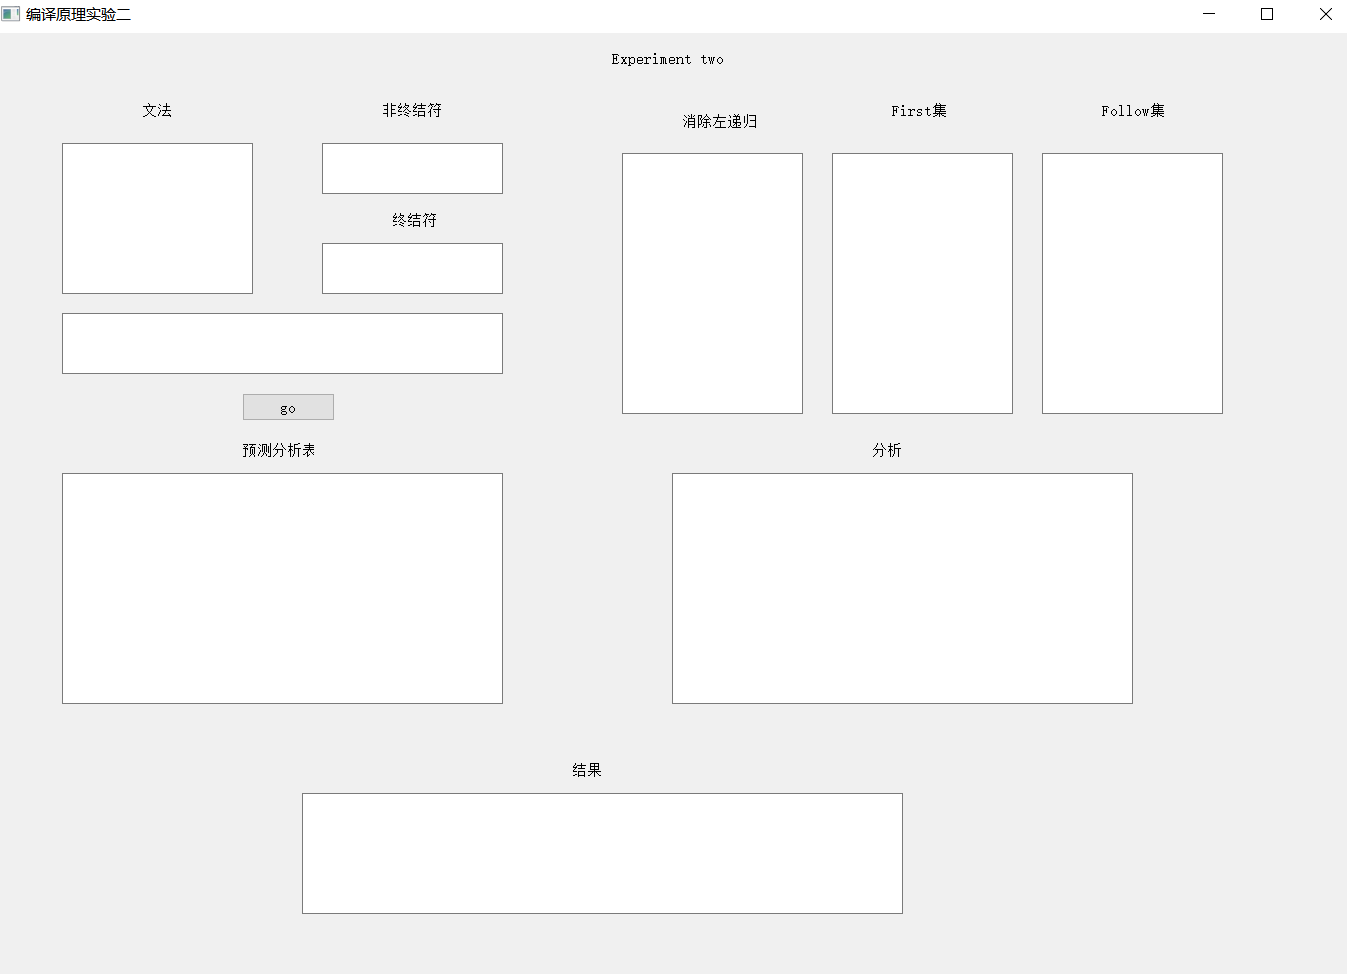 编译原理实验二
Experiment two
文法
非终结符
消除左递归
First集
Follow集
终结符
go
预测分析表
分析
结果